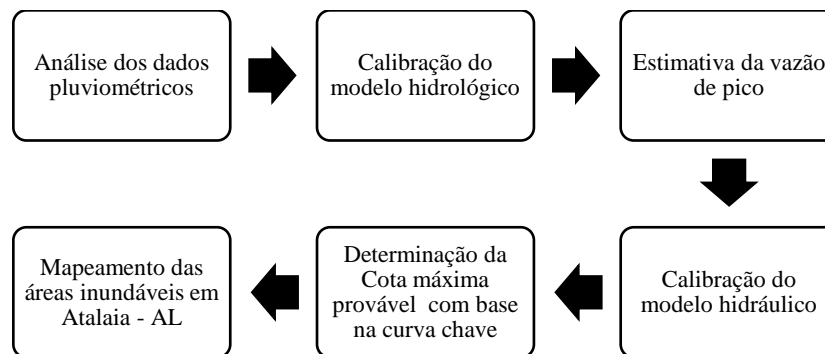 Análise dos dados
pluviométricos
Calibração do
modelo hidrológico
Estimativa da vazão
de pico
Calibração do
modelo hidráulico
Determinação da
Cota máxima
provável com base
na curva chave
Mapeamento das
áreas inundáveis em
Atalaia - AL